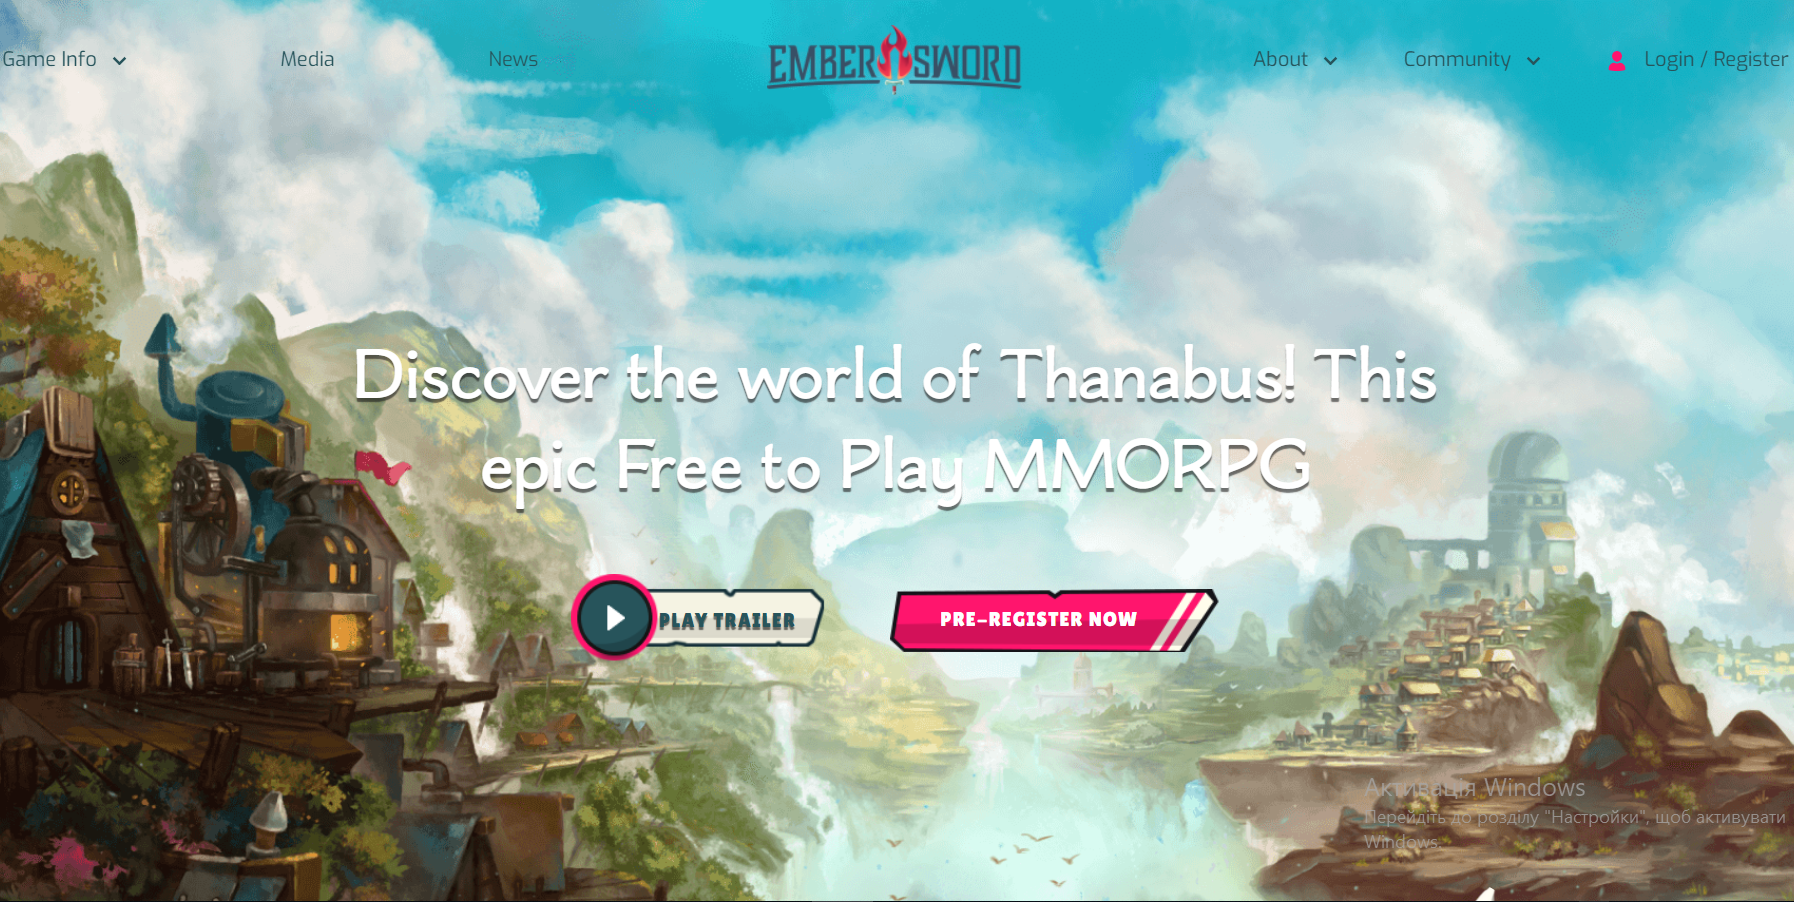 Game Info
Media
News
EMBER SWORD
About
Community
Login / Register
Discover the world of Thanabus! This
epic Free to Play MMORPG
PLAY TRAILER
PRE-REGISTER NOW
Активація Windows
Перейдіть до розділу "Настройки", щоб активувати
Windows.